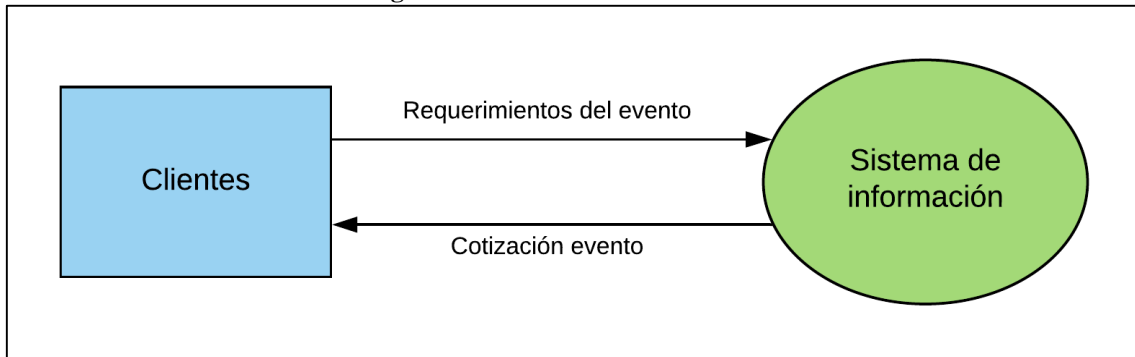 Clientes
Requerimientos del evento
Cotización evento
Sistema de
información